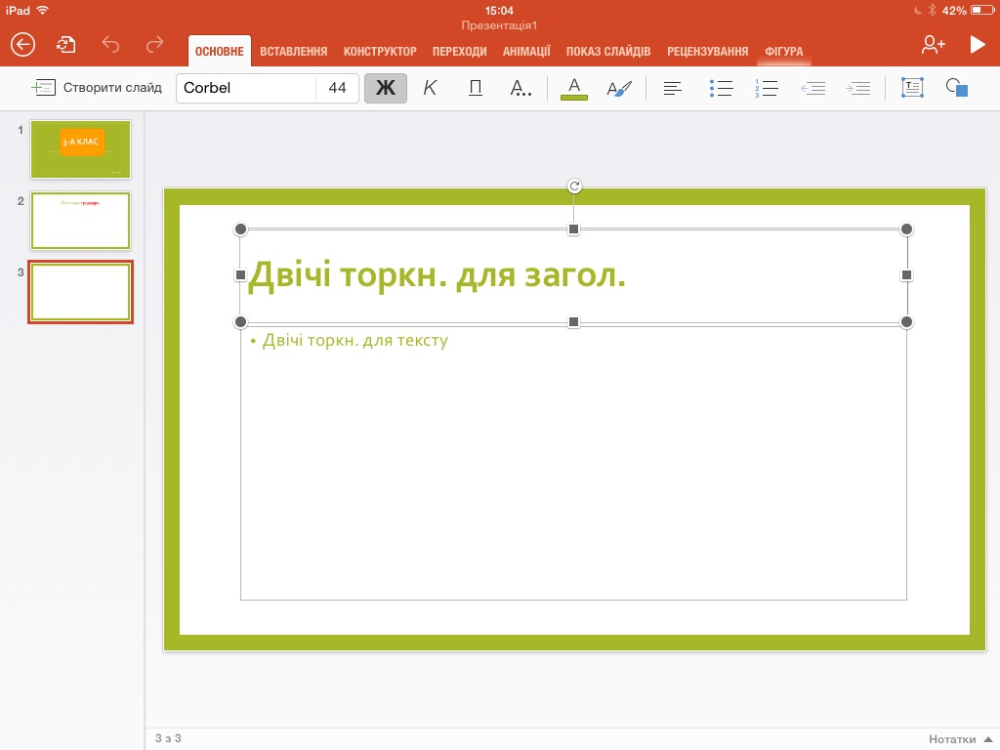 iPad 15:04 42%
Презентація1
ОСНОВНЕ ВСТАВЛЕННЯ КОНСТРУКТОР ПЕРЕХОДИ АНІМАЦІЇ ПОКАЗ СЛАЙДІВ РЕЦЕНЗУВАННЯ ФІГУРА
Створити слайд Corbel 44 Ж К П А.. А
1
3-А КЛАС
2
3
Двічі торкн. для загол.
• Двічі торкн. для тексту
3 з 3
Нотатки